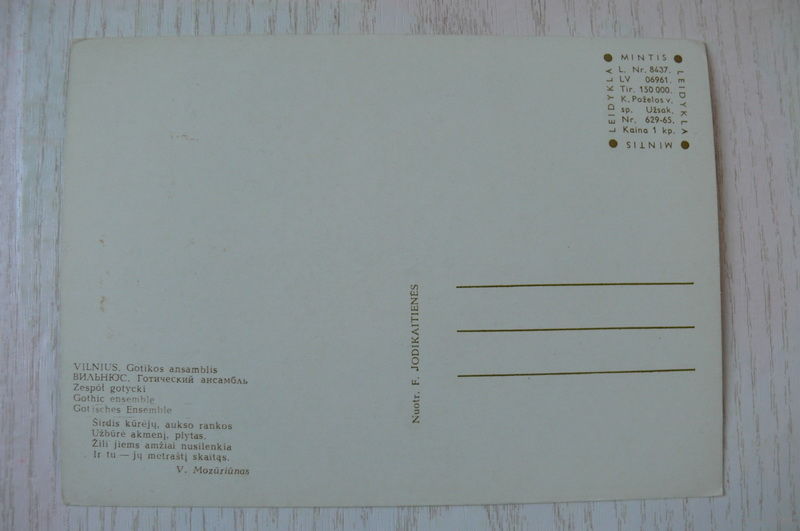 MINTIS
LEIDYKLA
L. Nr. 8437.
LV 06961.
Tir. 150 000.
K. Poželos v.
sp. Užsak.
Nr. 629-65.
Kaina 1 kp.
LEIDYKLA
MINTIS
Nuotr. F. JODIKAITIENĖS
VILNIUS. Gotikos ansamblis
ВИЛЬНЮС. Готический ансамбль
Zespół gotycki
Gothic ensemble
Gotisches Ensemble
Širdis kūrėjų, aukso rankos
Užbūrė akmenį, plytas.
Žili jiems amžiai nusilenkia
Ir tu — jų metraštį skaitąs.
V. Mozūriūnas